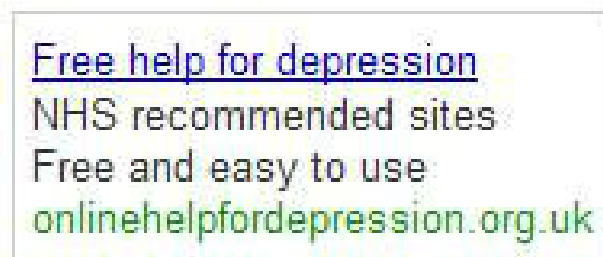 Free help for depression
NHS recommended sites
Free and easy to use
onlinehelpfordepression.org.uk